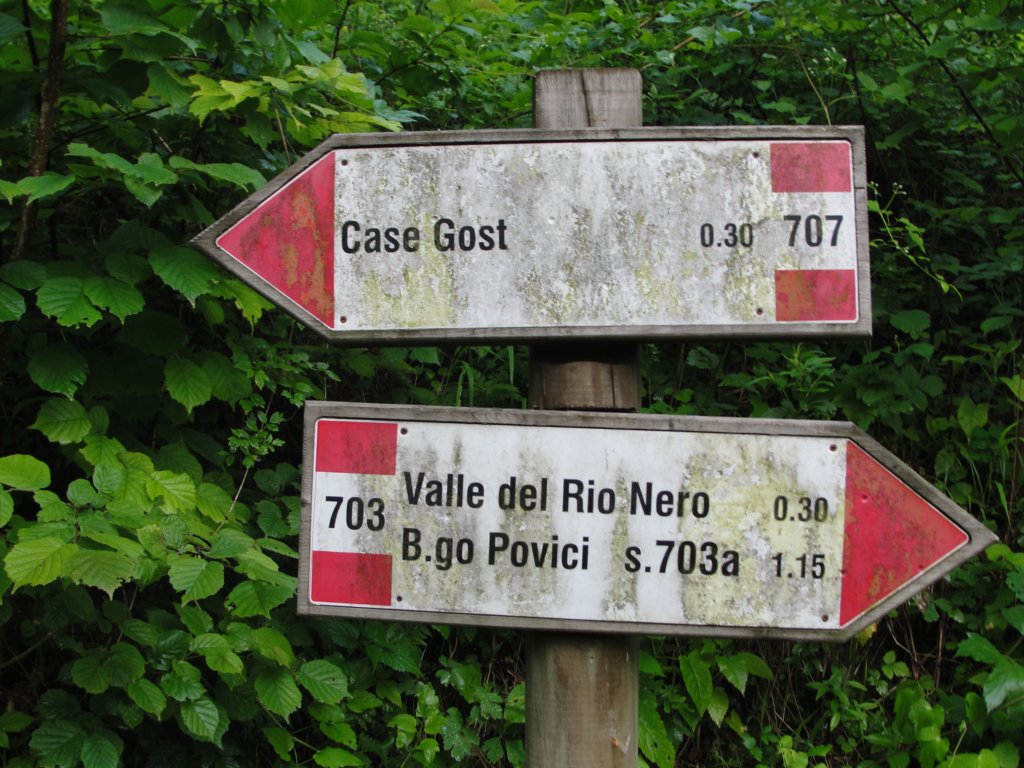 Case Gost 0.30 707
703 Valle del Rio Nero 0.30
B.go Povici s.703a 1.15